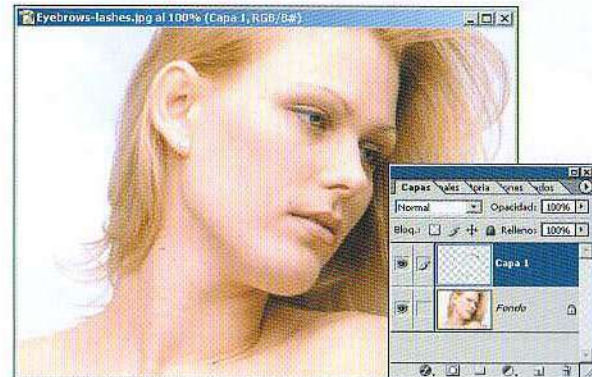 Eyebrows-lashes.jpg al 100% (Capa 1, RGB/8#)
Capas
Normal Opacidad: 100%
Bloq.: Relleno: 100%
Capa 1
Fondo